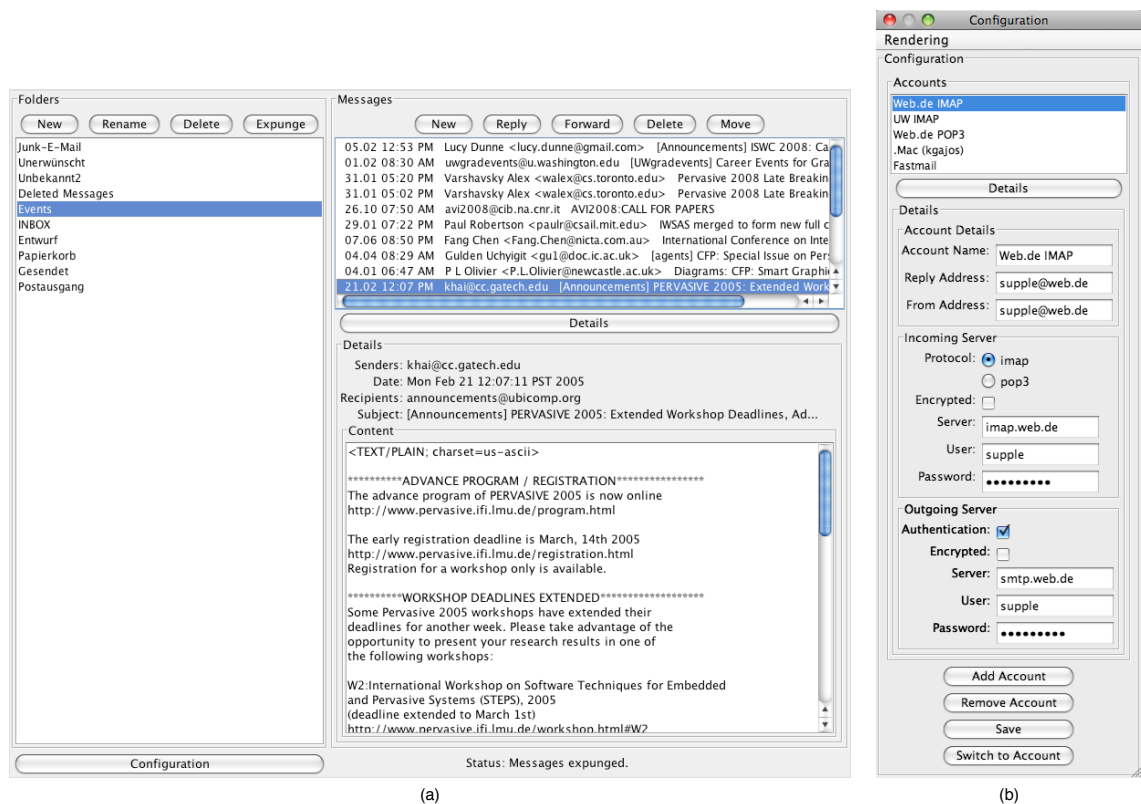 Folders
New Rename Delete Expunge
Junk-E-Mail
Unerwünscht
Unbekannt2
Deleted Messages
Events
INBOX
Entwurf
Papierkorb
Gesendet
Postausgang
Configuration
Messages
New Reply Forward Delete Move
05.02 12:53 PM Lucy Dunne <lucy.dunne@gmail.com> [Announcements] ISWC 2008: Ca
01.02 08:30 AM uwgradevents@u.washington.edu [UWgradevents] Career Events for Gra
31.01 05:20 PM Varshavsky Alex <walex@cs.toronto.edu> Pervasive 2008 Late Breakin
31.01 05:02 PM Varshavsky Alex <walex@cs.toronto.edu> Pervasive 2008 Late Breakin
26.10 07:50 AM avi2008@cib.na.cnr.it AVI2008:CALL FOR PAPERS
29.01 07:22 PM Paul Robertson <paulr@csail.mit.edu> IWSAS merged to form new full c
07.06 08:50 PM Fang Chen <Fang.Chen@nicta.com.au> International Conference on Inte
04.04 08:29 AM Gulden Uchyigit <gu1@doc.ic.ac.uk> [agents] CFP: Special Issue on Per
04.01 06:47 AM P L Olivier <P.L.Olivier@newcastle.ac.uk> Diagrams: CFP: Smart Graphi
21.02 12:07 PM khai@cc.gatech.edu [Announcements] PERVASIVE 2005: Extended Work
Details
Details
Senders: khai@cc.gatech.edu
Date: Mon Feb 21 12:07:11 PST 2005
Recipients: announcements@ubicomp.org
Subject: [Announcements] PERVASIVE 2005: Extended Workshop Deadlines, Ad...
Content
<TEXT/PLAIN; charset=us-ascii>
**********ADVANCE PROGRAM / REGISTRATION****************
The advance program of PERVASIVE 2005 is now online
http://www.pervasive.ifi.lmu.de/program.html
The early registration deadline is March, 14th 2005
http://www.pervasive.ifi.lmu.de/registration.html
Registration for a workshop only is available.
**********WORKSHOP DEADLINES EXTENDED*******************
Some Pervasive 2005 workshops have extended their
deadlines for another week. Please take advantage of the
opportunity to present your research results in one of
the following workshops:
W2:International Workshop on Software Techniques for Embedded
and Pervasive Systems (STEPS), 2005
(deadline extended to March 1st)
http://www.pervasive.ifi.lmu.de/workshop.html#W2
Status: Messages expunged.
(a)
Configuration
Rendering
Configuration
Accounts
Web.de IMAP
UW IMAP
Web.de POP3
.Mac (kgajos)
Fastmail
Details
Details
Account Details
Account Name: Web.de IMAP
Reply Address: supple@web.de
From Address: supple@web.de
Incoming Server
Protocol: imap
pop3
Encrypted:
Server: imap.web.de
User: supple
Password: •••••••••
Outgoing Server
Authentication:
Encrypted:
Server: smtp.web.de
User: supple
Password: •••••••••
Add Account
Remove Account
Save
Switch to Account
(b)